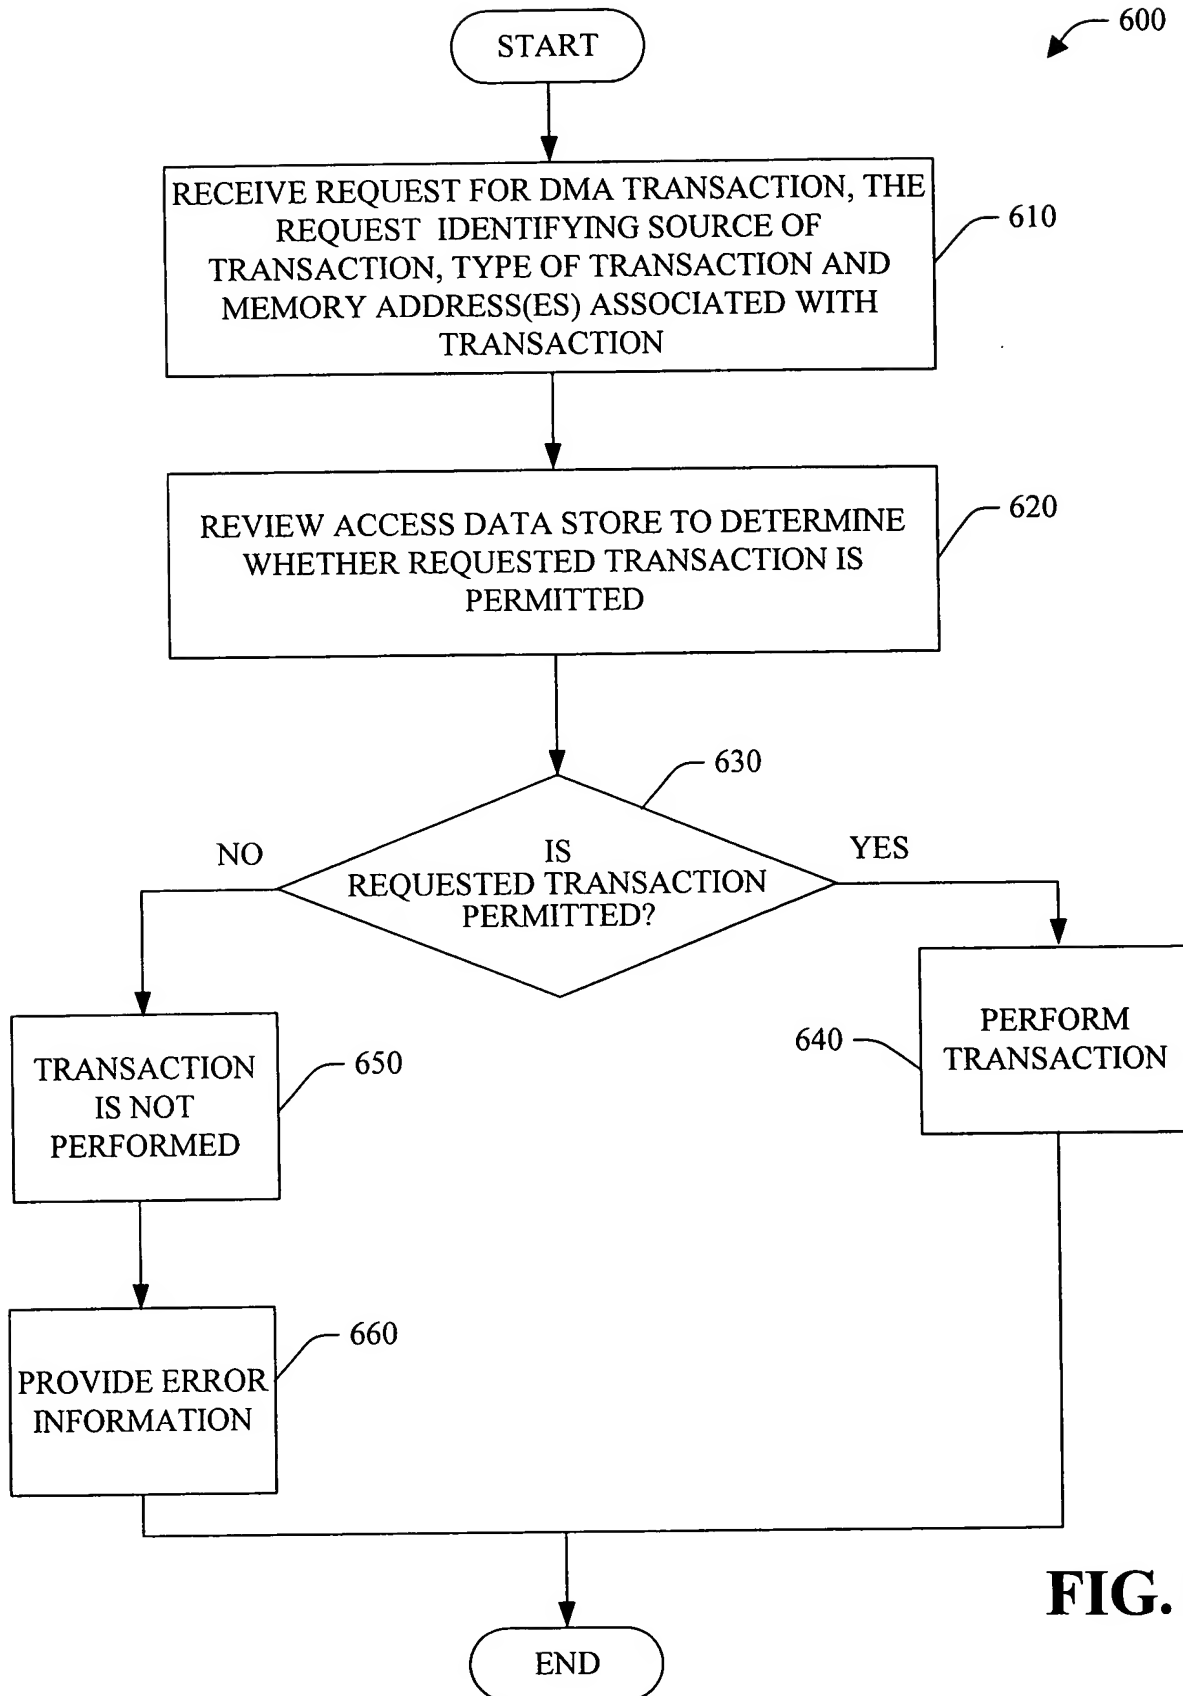 START
600
RECEIVE REQUEST FOR DMA TRANSACTION, THE
REQUEST IDENTIFYING SOURCE OF
TRANSACTION, TYPE OF TRANSACTION AND
MEMORY ADDRESS(ES) ASSOCIATED WITH
TRANSACTION
610
REVIEW ACCESS DATA STORE TO DETERMINE
WHETHER REQUESTED TRANSACTION IS
PERMITTED
620
630
NO
YES
IS
REQUESTED TRANSACTION
PERMITTED?
TRANSACTION
IS NOT
PERFORMED
650
640
PERFORM
TRANSACTION
PROVIDE ERROR
INFORMATION
660
FIG.
END